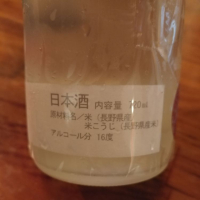 日本酒 内容量
原材料名／米（長野県産）
米こうじ（長野県産米）
アルコール分 16度